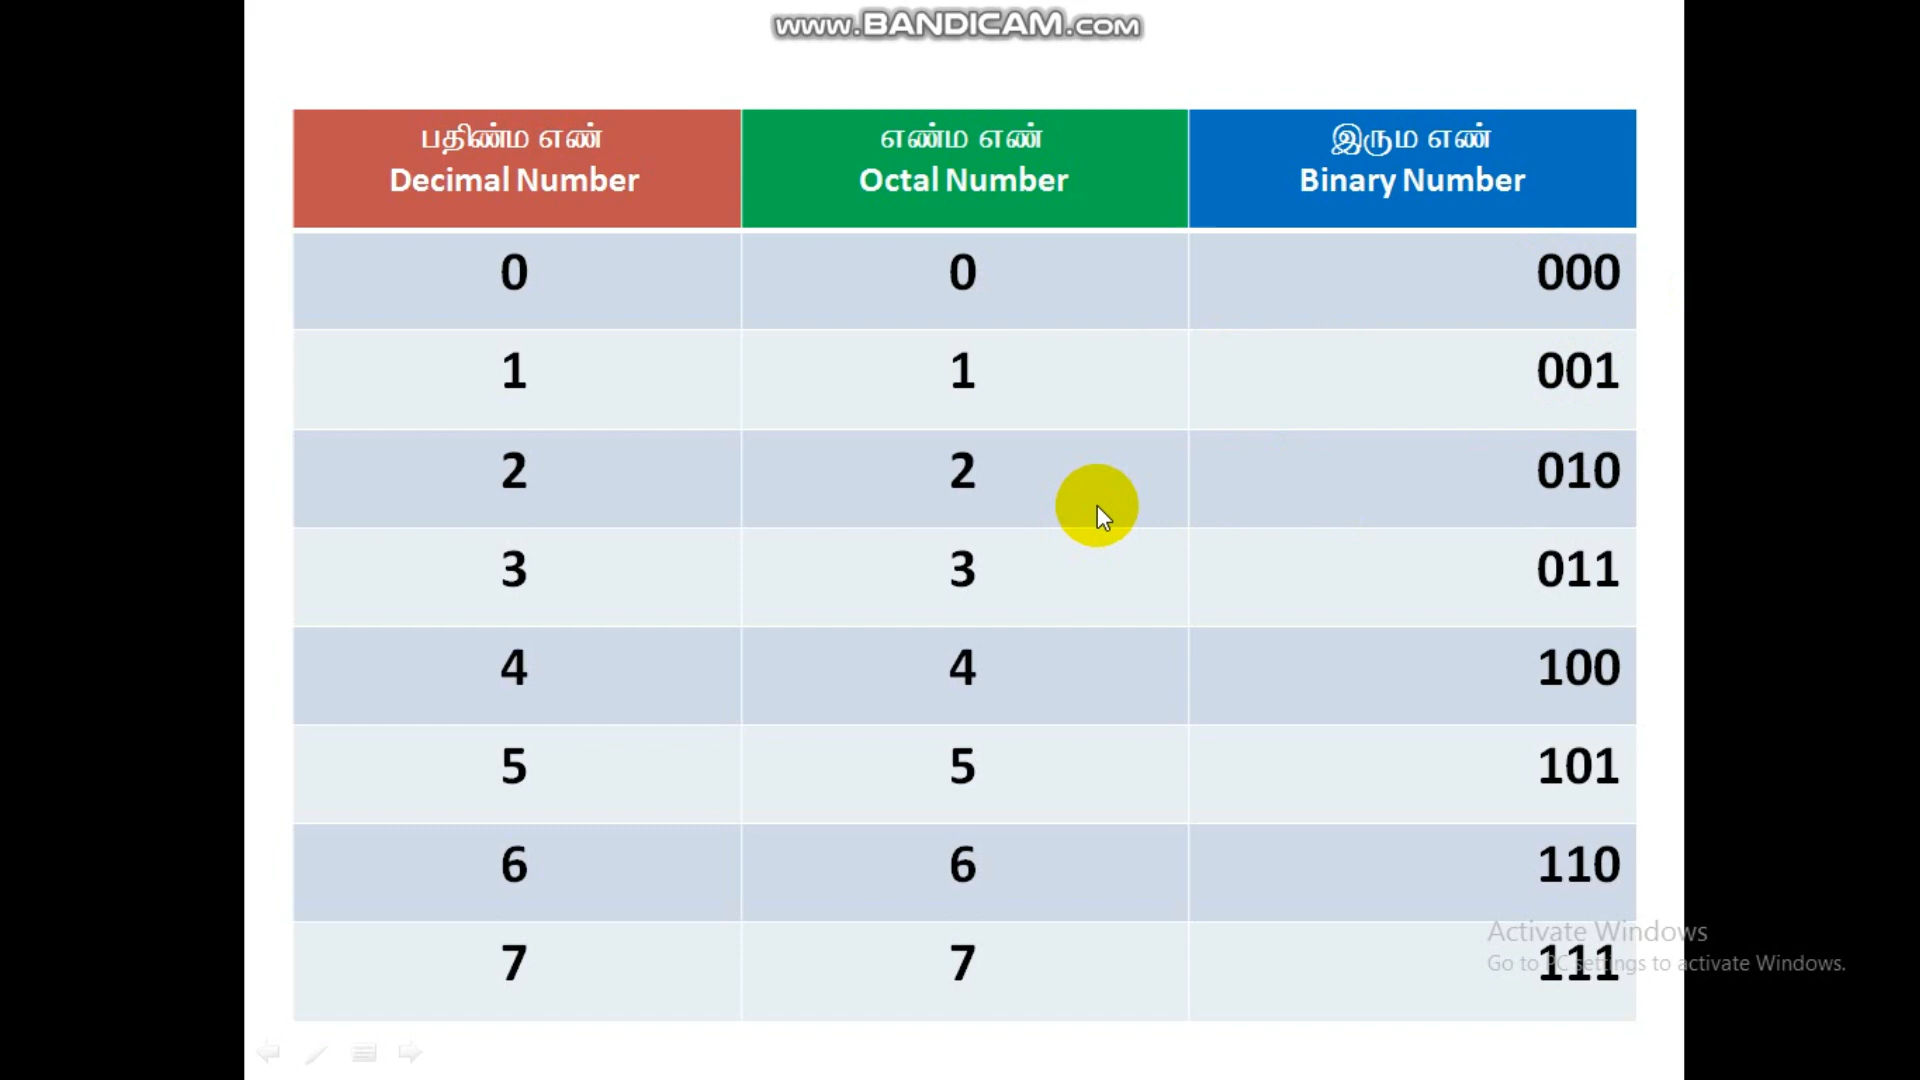 www.BANDICAM.com
பதிண்ம எண் எண்ம எண் இரும எண்
Decimal Number Octal Number Binary Number
0 0 000
1 1 001
2 2 010
3 3 011
4 4 100
5 5 101
6 6 110
7 7 111
Activate Windows
Go to PC settings to activate Windows.